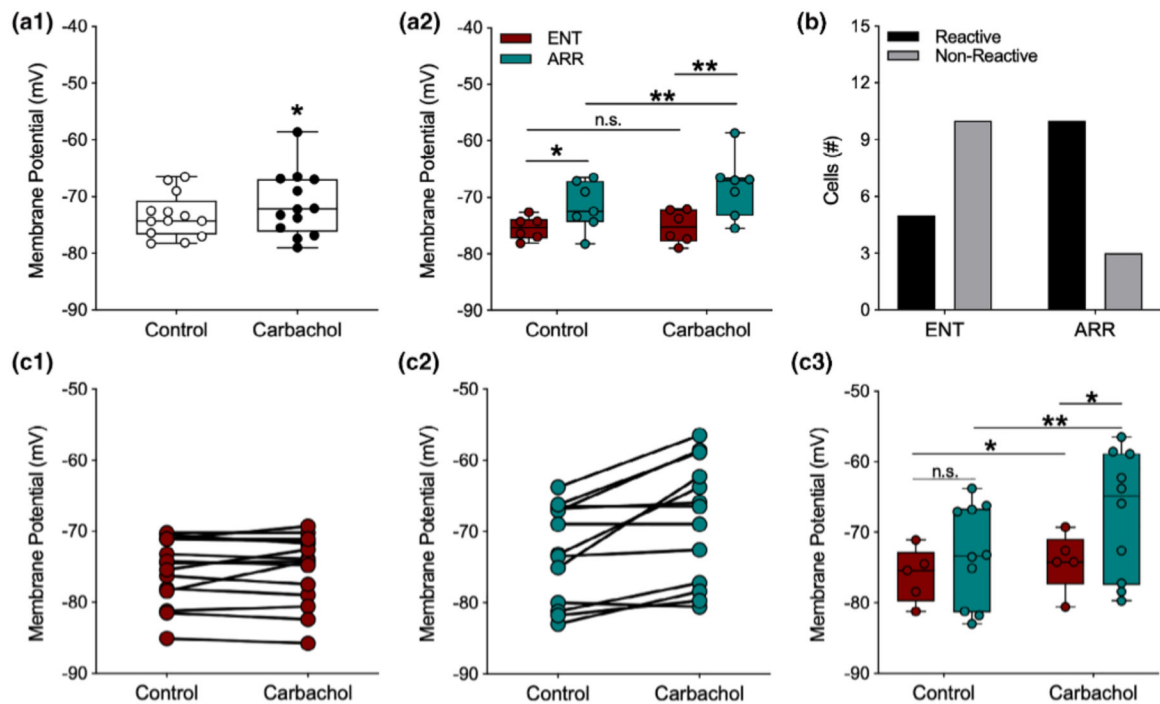 (a1)
Membrane Potential (mV)
-40
-50
-60
-70
-80
-90
*
Control
Carbachol
(a2)
Membrane Potential (mV)
-40
-50
-60
-70
-80
-90
ENT
ARR
**
**
n.s.
*
Control
Carbachol
(b)
Cells (#)
15
12
9
6
3
0
Reactive
Non-Reactive
ENT
ARR
(c1)
Membrane Potential (mV)
-50
-60
-70
-80
-90
Control
Carbachol
(c2)
Membrane Potential (mV)
-50
-60
-70
-80
-90
Control
Carbachol
(c3)
Membrane Potential (mV)
-50
-60
-70
-80
-90
*
**
*
n.s.
Control
Carbachol